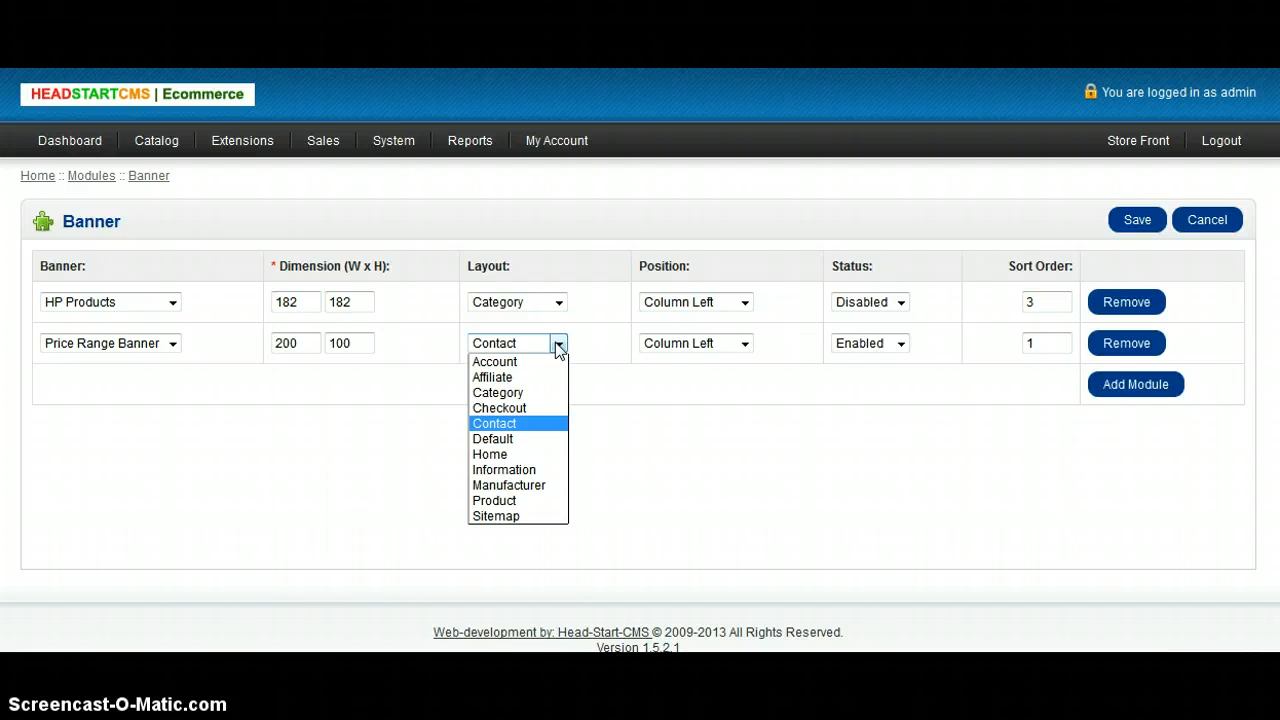 HEADSTARTCMS | Ecommerce
You are logged in as admin
Dashboard Catalog Extensions Sales System Reports My Account Store Front Logout
Home :: Modules :: Banner
Banner Save Cancel
Banner: * Dimension (W x H): Layout: Position: Status: Sort Order:
HP Products 182 182 Category Column Left Disabled 3 Remove
Price Range Banner 200 100 Contact Column Left Enabled 1 Remove
Account
Affiliate
Category
Checkout
Contact
Default
Home
Information
Manufacturer
Product
Sitemap
Add Module
Web-development by: Head-Start-CMS © 2009-2013 All Rights Reserved.
Version 1.5.2.1
Screencast-O-Matic.com